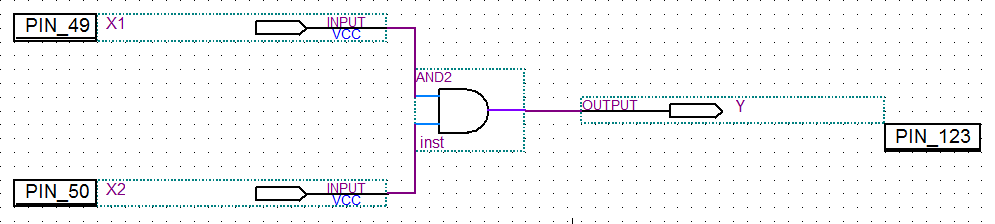 PIN_49 X1 INPUT
VCC
AND2
OUTPUT Y
PIN_123
inst
PIN_50 X2 INPUT
VCC